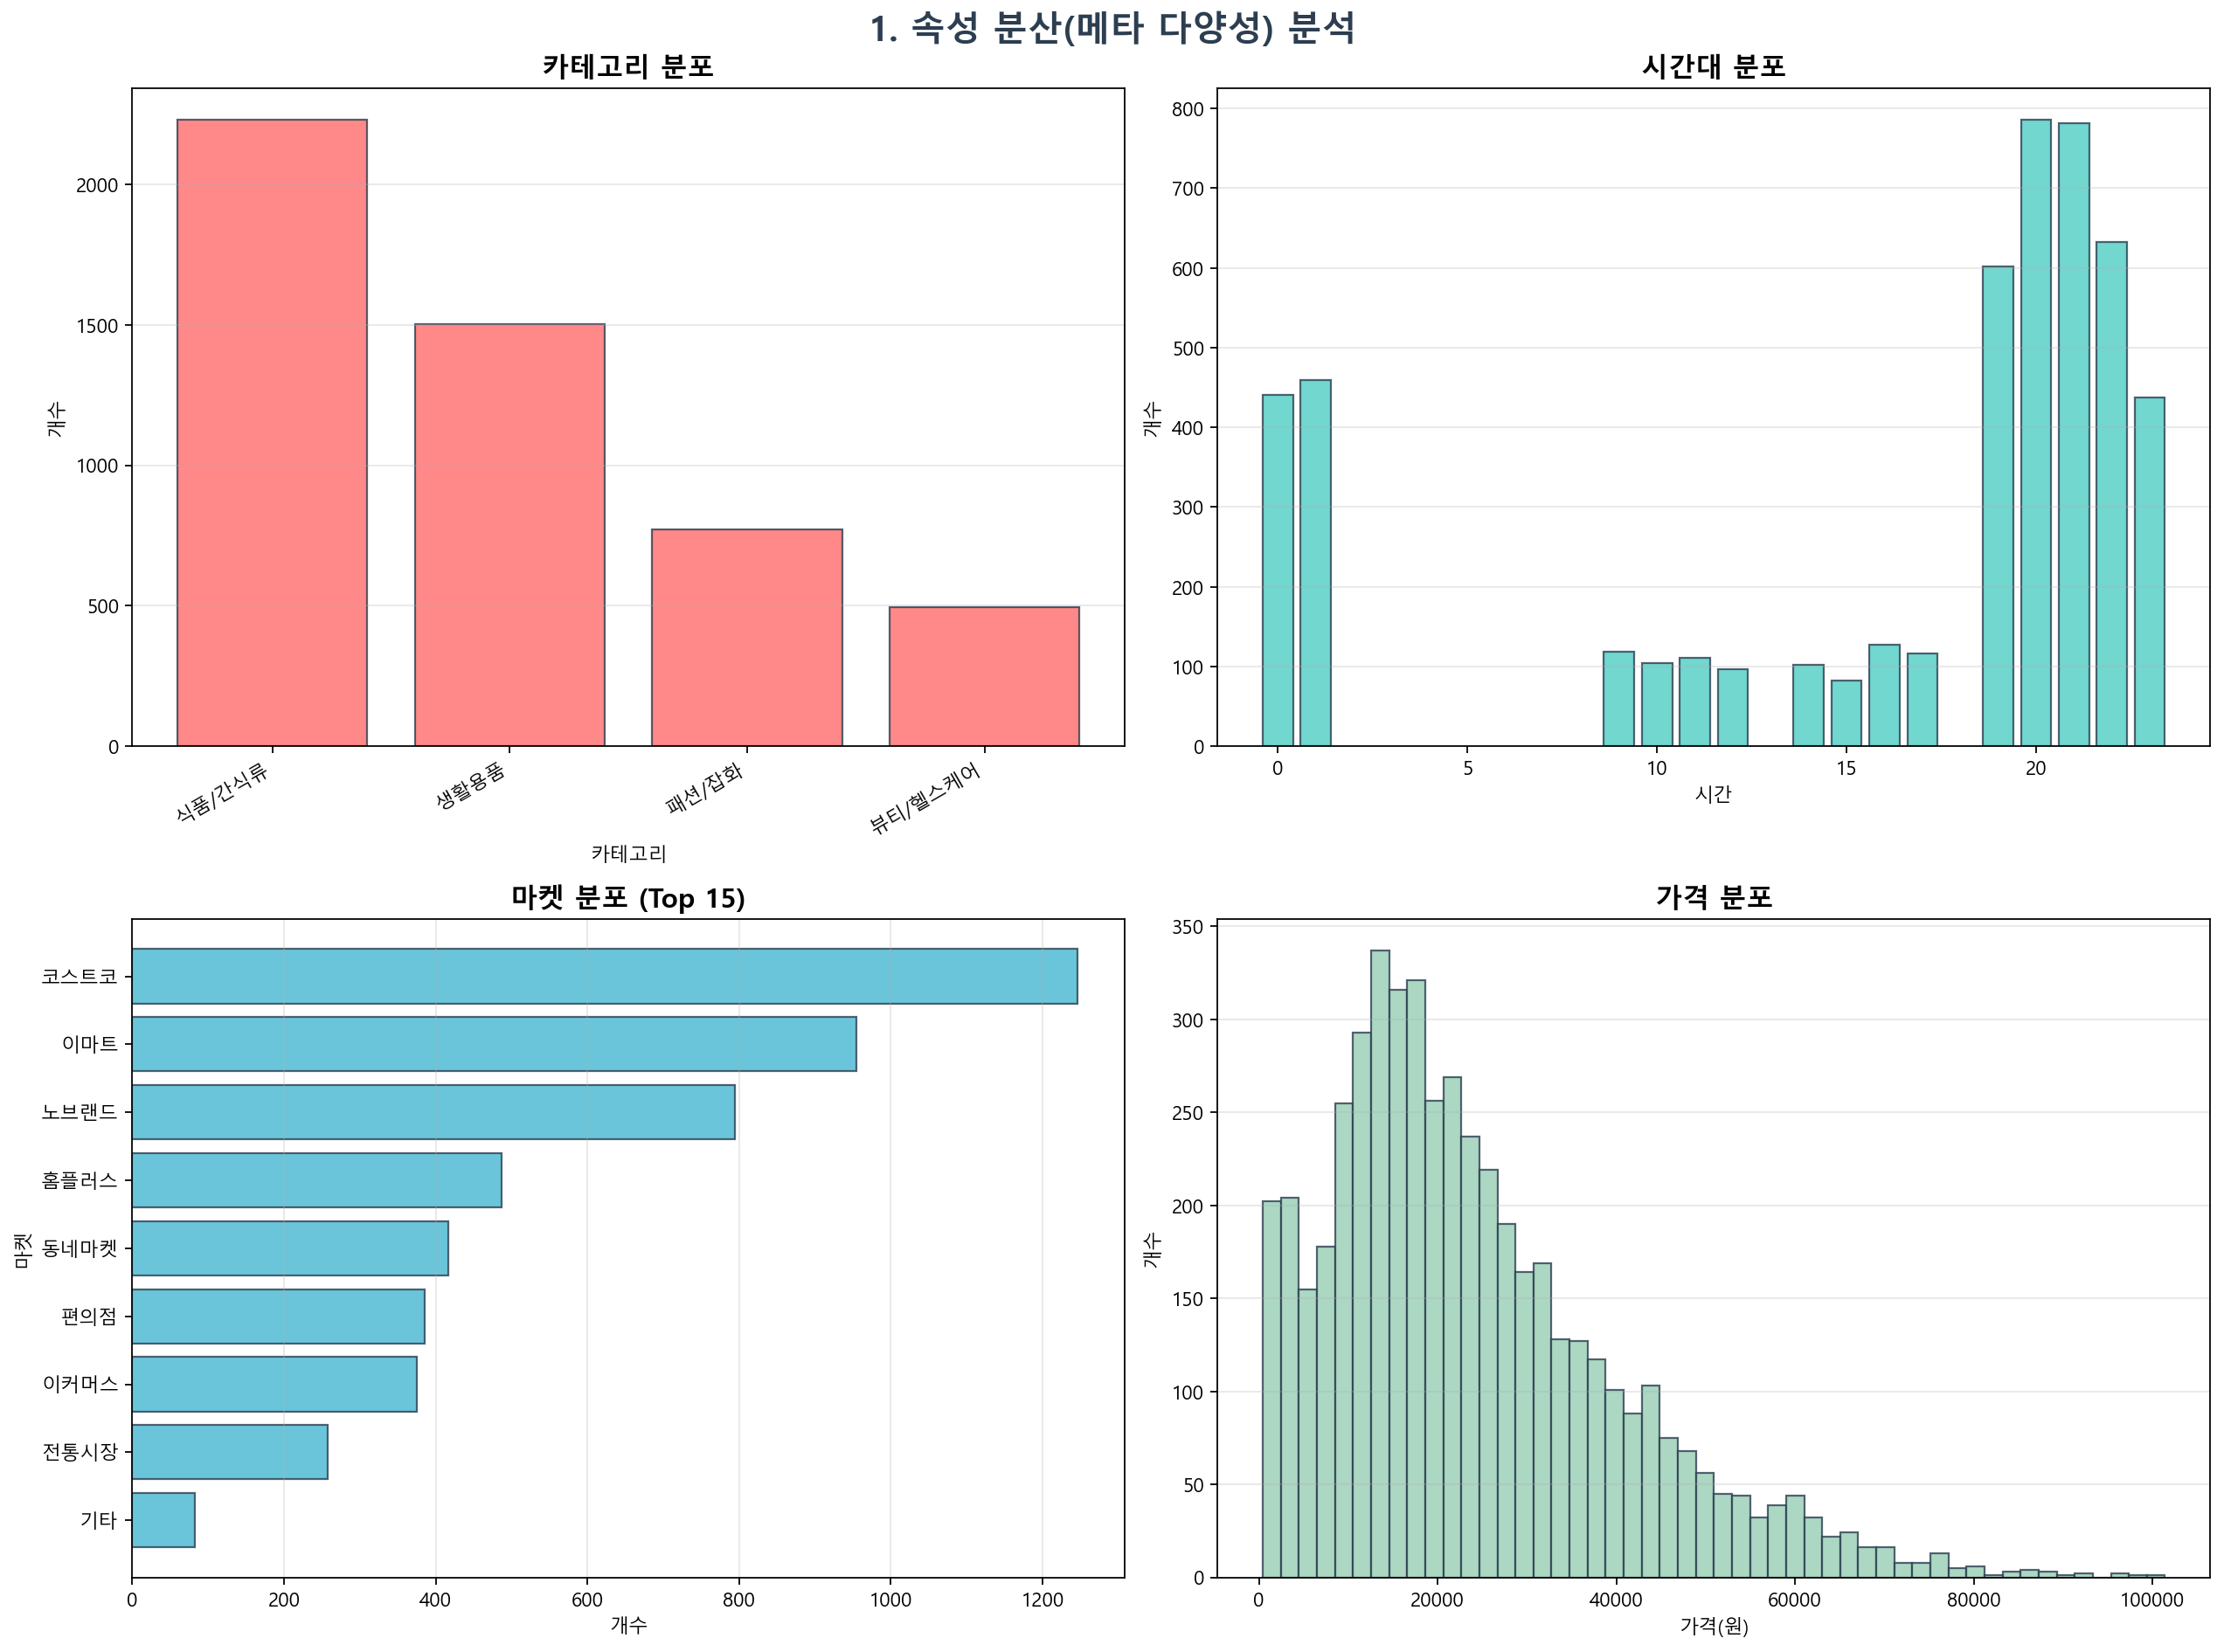 1. 속성 분산(메타 다양성) 분석
카테고리 분포
개수
2000
1500
1000
500
0
식품/간식류
생활용품
패션/잡화
뷰티/헬스케어
카테고리
시간대 분포
개수
800
700
600
500
400
300
200
100
0
0
5
10
15
20
시간
마켓 분포 (Top 15)
마켓
코스트코
이마트
노브랜드
홈플러스
동네마켓
편의점
이커머스
전통시장
기타
0
200
400
600
800
1000
1200
개수
가격 분포
개수
350
300
250
200
150
100
50
0
0
20000
40000
60000
80000
100000
가격(원)